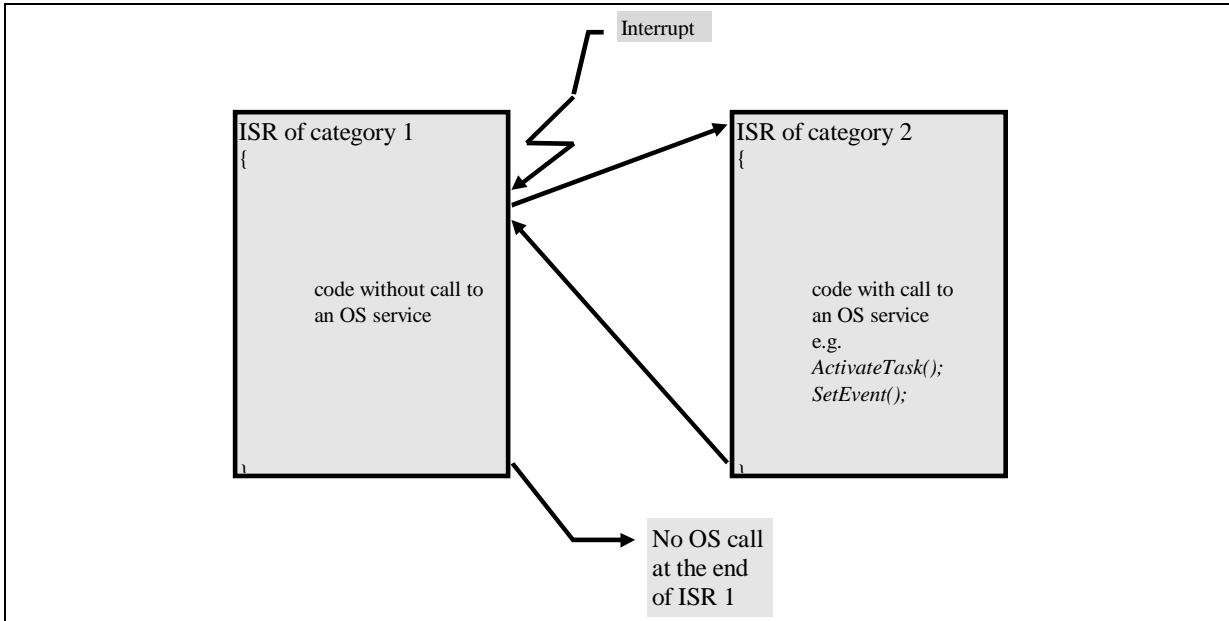 Interrupt
ISR of category 1
{
code without call to
an OS service
}
ISR of category 2
{
code with call to
an OS service
e.g.
ActivateTask();
SetEvent();
}
No OS call
at the end
of ISR 1